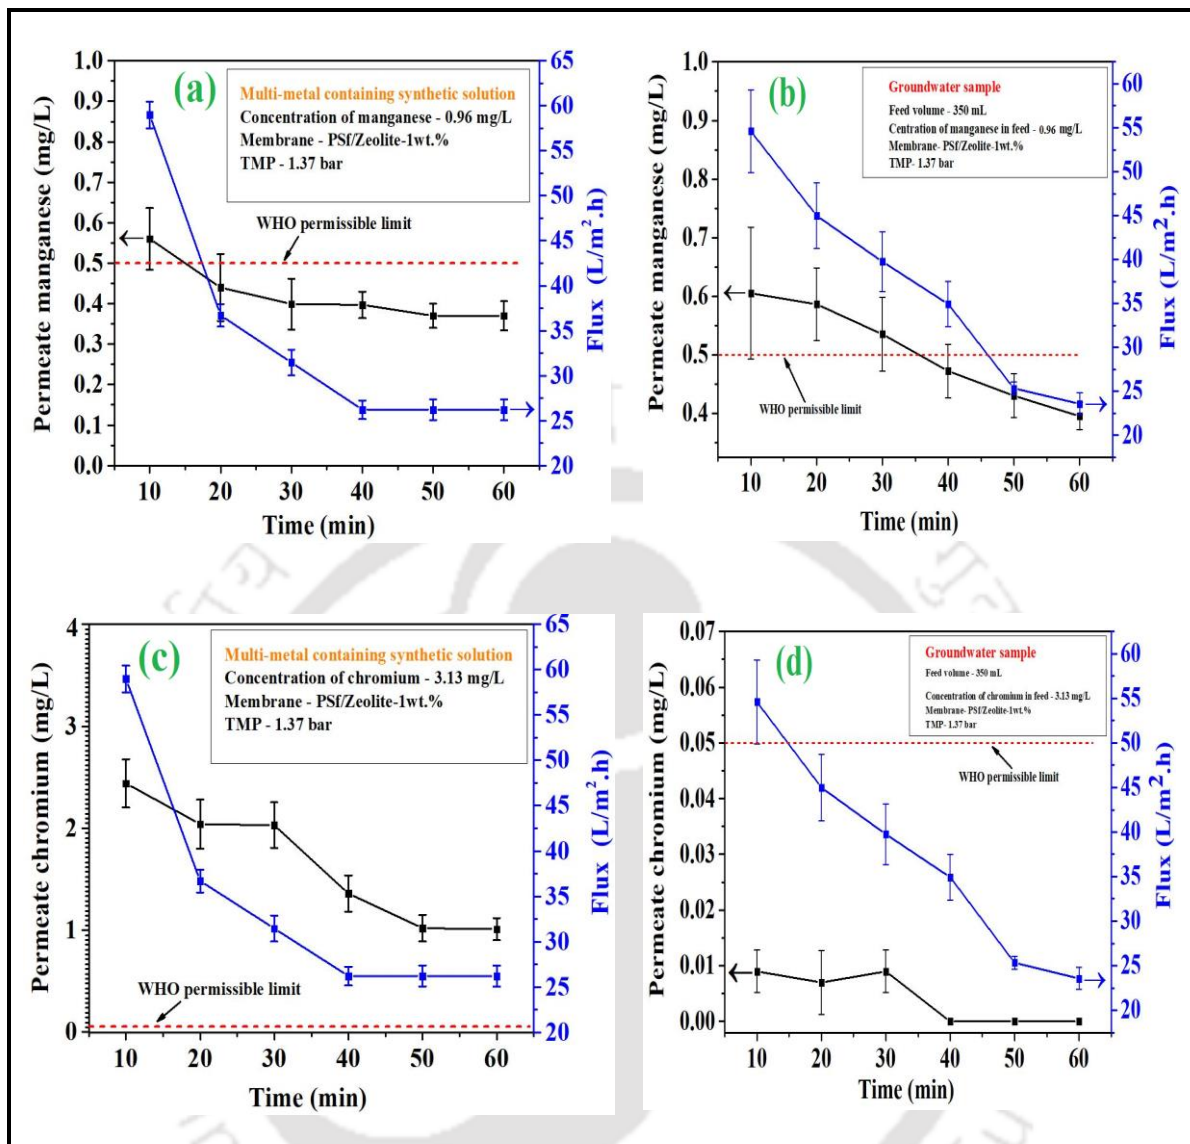 (a)
Multi-metal containing synthetic solution
Concentration of manganese - 0.96 mg/L
Membrane - PSf/Zeolite-1wt.%
TMP - 1.37 bar
WHO permissible limit
Permeate manganese (mg/L)
1.0
0.9
0.8
0.7
0.6
0.5
0.4
0.3
0.2
0.1
0.0
10 20 30 40 50 60
Time (min)
65
60
55
50
45
40
35
30
25
20
Flux (L/m².h)
(b)
Groundwater sample
Feed volume - 350 mL
Centration of manganese in feed - 0.96 mg/L
Membrane- PSf/Zeolite-1wt.%
TMP- 1.37 bar
WHO permissible limit
Permeate manganese (mg/L)
1.0
0.9
0.8
0.7
0.6
0.5
0.4
10 20 30 40 50 60
Time (min)
60
55
50
45
40
35
30
25
20
Flux (L/m².h)
(c)
Multi-metal containing synthetic solution
Concentration of chromium - 3.13 mg/L
Membrane - PSf/Zeolite-1wt.%
TMP - 1.37 bar
WHO permissible limit
Permeate chromium (mg/L)
4
3
2
1
0
10 20 30 40 50 60
Time (min)
65
60
55
50
45
40
35
30
25
20
Flux (L/m².h)
(d)
Groundwater sample
Feed volume - 350 mL
Concentration of chromium in feed - 3.13 mg/L
Membrane- PSf/Zeolite-1wt.%
TMP- 1.37 bar
WHO permissible limit
Permeate chromium (mg/L)
0.07
0.06
0.05
0.04
0.03
0.02
0.01
0.00
10 20 30 40 50 60
Time (min)
60
55
50
45
40
35
30
25
20
Flux (L/m².h)